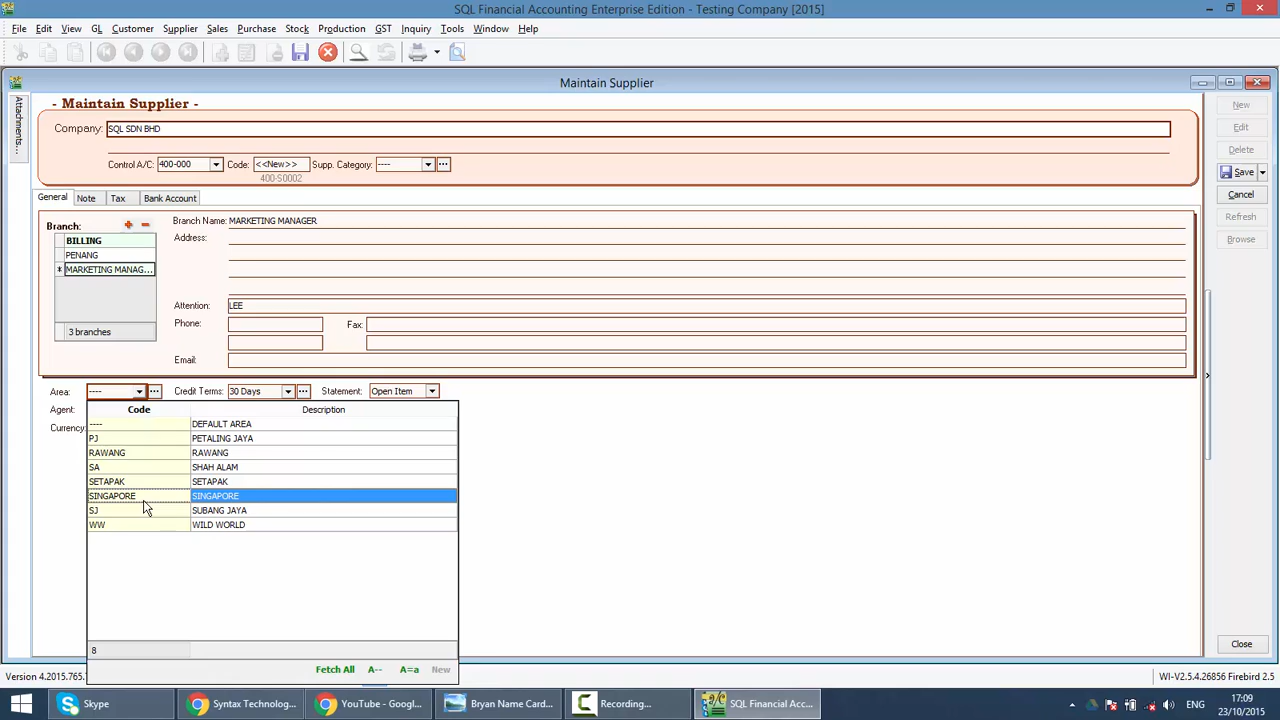 SQL Financial Accounting Enterprise Edition - Testing Company [2015]
File Edit View GL Customer Supplier Sales Purchase Stock Production GST Inquiry Tools Window Help
Maintain Supplier
Attachments...
- Maintain Supplier -
Company: SQL SDN BHD
Control A/C: 400-000 Code: <<New>> Supp. Category: ----
400-S0002
General Note Tax Bank Account
Branch:
BILLING
PENANG
* MARKETING MANAG...
3 branches
Branch Name: MARKETING MANAGER
Address:
Attention: LEE
Phone: Fax:
Email:
Area: ---- Credit Terms: 30 Days Statement: Open Item
Agent:
Currency:
Code Description
---- DEFAULT AREA
PJ PETALING JAYA
RAWANG RAWANG
SA SHAH ALAM
SETAPAK SETAPAK
SINGAPORE SINGAPORE
SJ SUBANG JAYA
WW WILD WORLD
8
Fetch All A-- A=a New
New
Edit
Delete
Save
Cancel
Refresh
Browse
Close
Version 4.2015.765. WI-V2.5.4.26856 Firebird 2.5
Skype Syntax Technolog... YouTube - Googl... Bryan Name Card... Recording... SQL Financial Acc...
17:09
23/10/2015